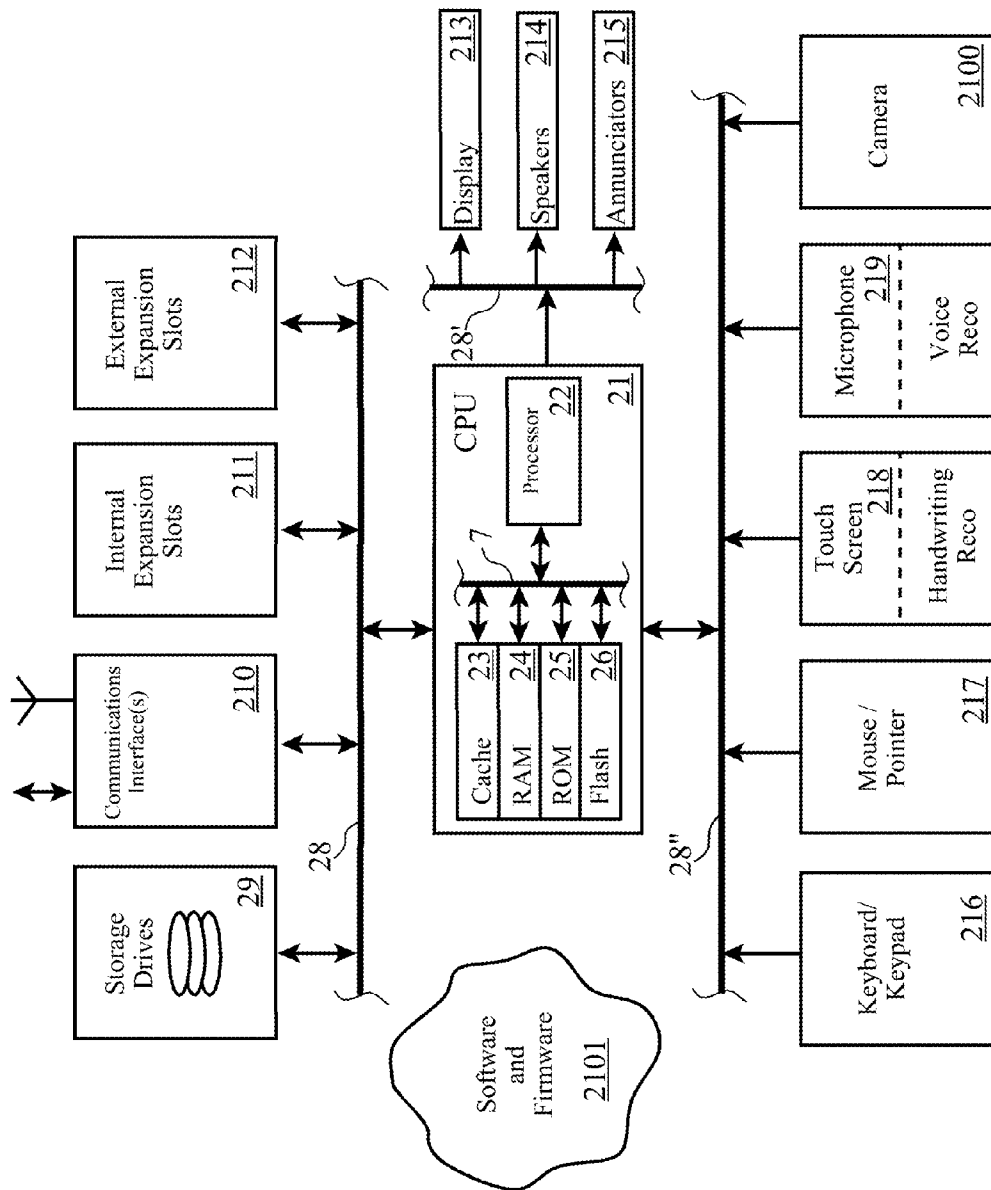 Storage
Drives
29
Communications
Interface(s)
210
Internal
Expansion
Slots
211
External
Expansion
Slots
212
28
Software
and
Firmware
2101
CPU
Cache 23
RAM 24
ROM 25
Flash 26
7
Processor
22
21
28'
Display 213
Speakers 214
Annunciators 215
28"
Keyboard/
Keypad
216
Mouse /
Pointer
217
Touch
Screen
218
Handwriting
Reco
Microphone
219
Voice
Reco
Camera
2100